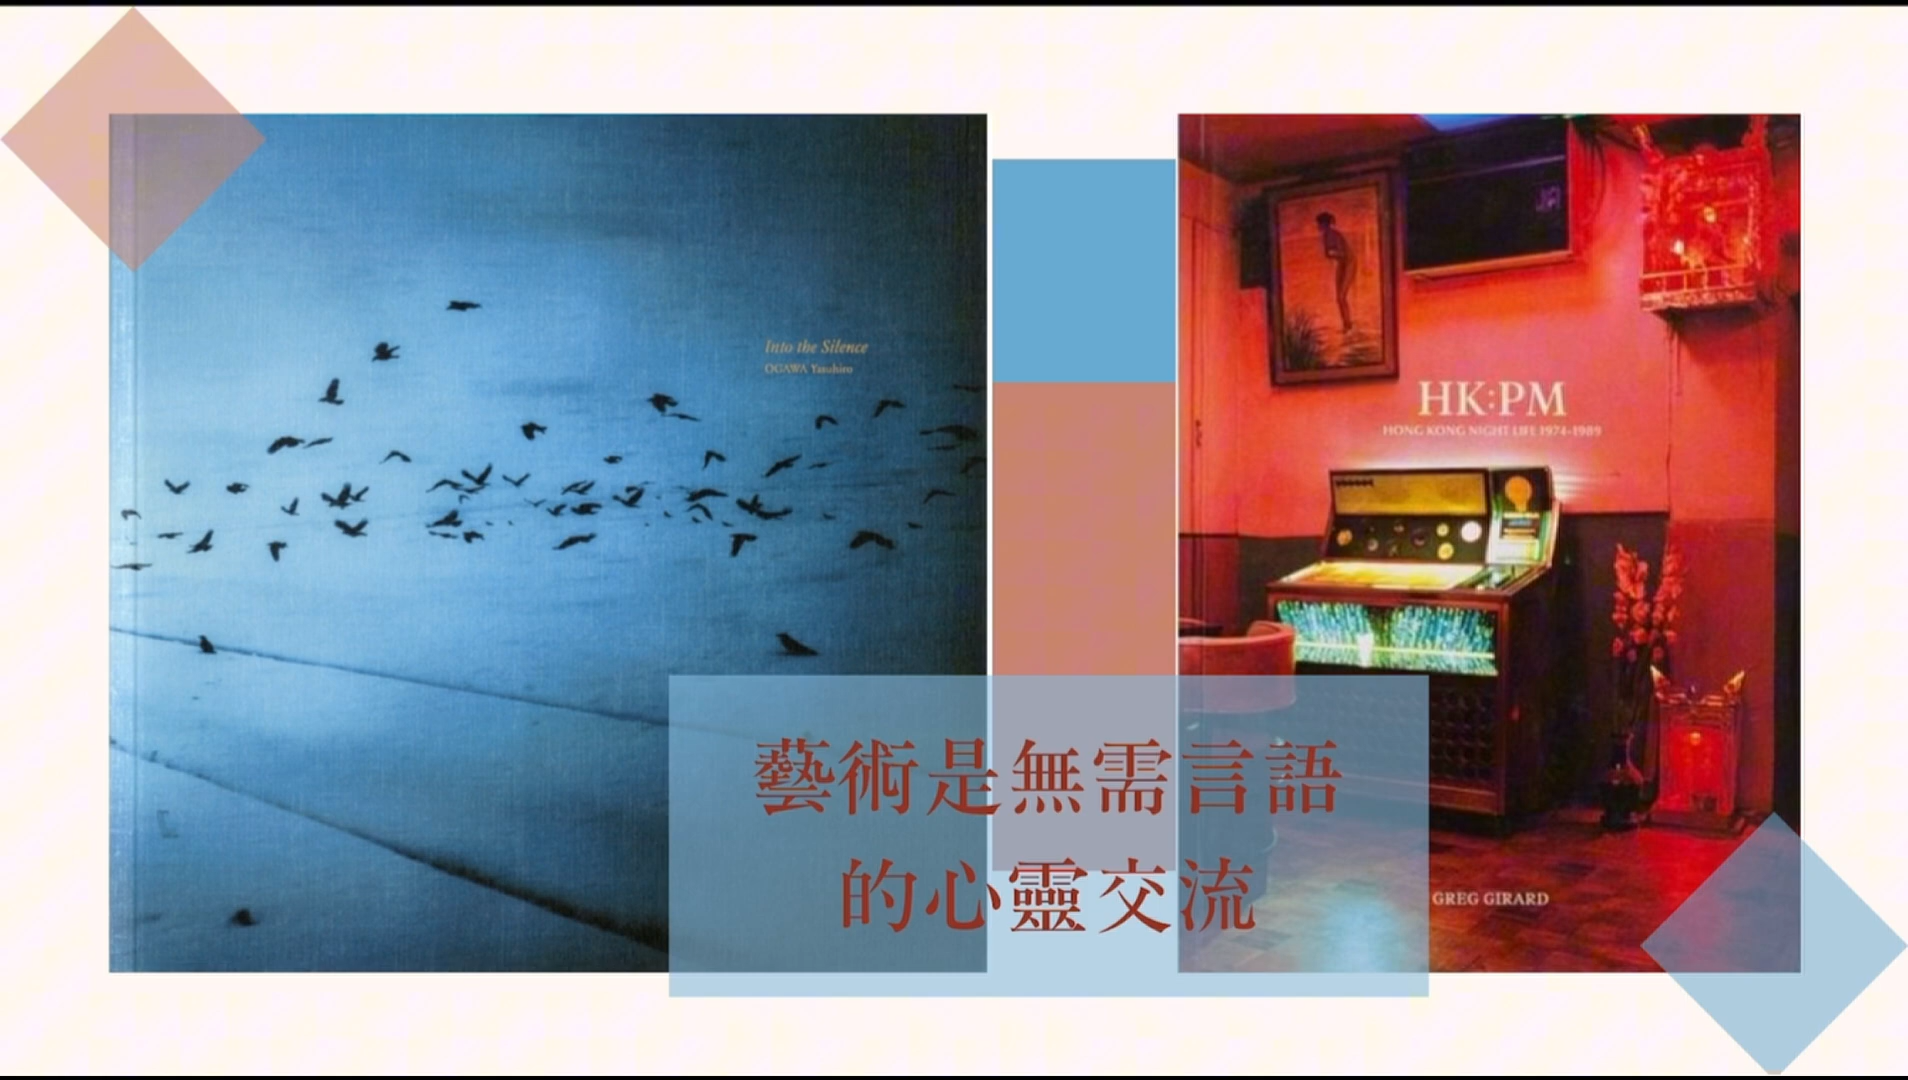 Into the Silence
OGAWA Yasuhiro
HK:PM
HONG KONG NIGHT LIFE 1974-1989
藝術是無需言語
的心靈交流
GREG GIRARD